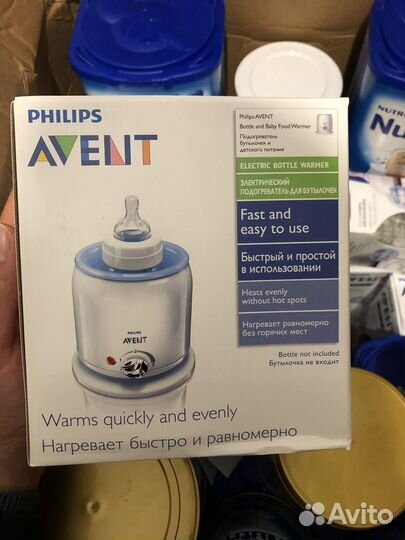 PHILIPS
AVENT
Philips AVENT
Bottle and Baby Food Warmer
Подогреватель
бутылочек и
детского питания
ELECTRIC BOTTLE WARMER
ЭЛЕКТРИЧЕСКИЙ
ПОДОГРЕВАТЕЛЬ ДЛЯ БУТЫЛОЧЕК
Fast and
easy to use
Быстрый и простой
в использовании
Heats evenly
without hot spots
Нагревает равномерно
без горячих мест
Bottle not included
Бутылочка не входит
PHILIPS
AVENT
Warms quickly and evenly
Нагревает быстро и равномерно
Avito